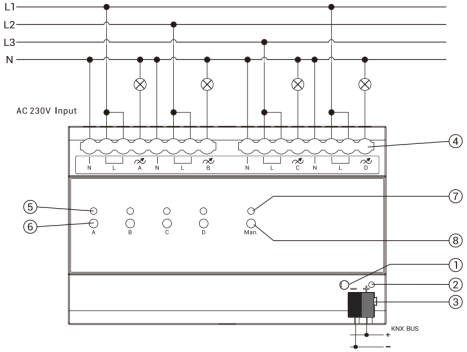 L1
L2
L3
N
AC 230V Input
N L A N L B N L C N L D
4
5
7
6
8
A B C D Man.
1
− +
2
3
+ KNX BUS
−